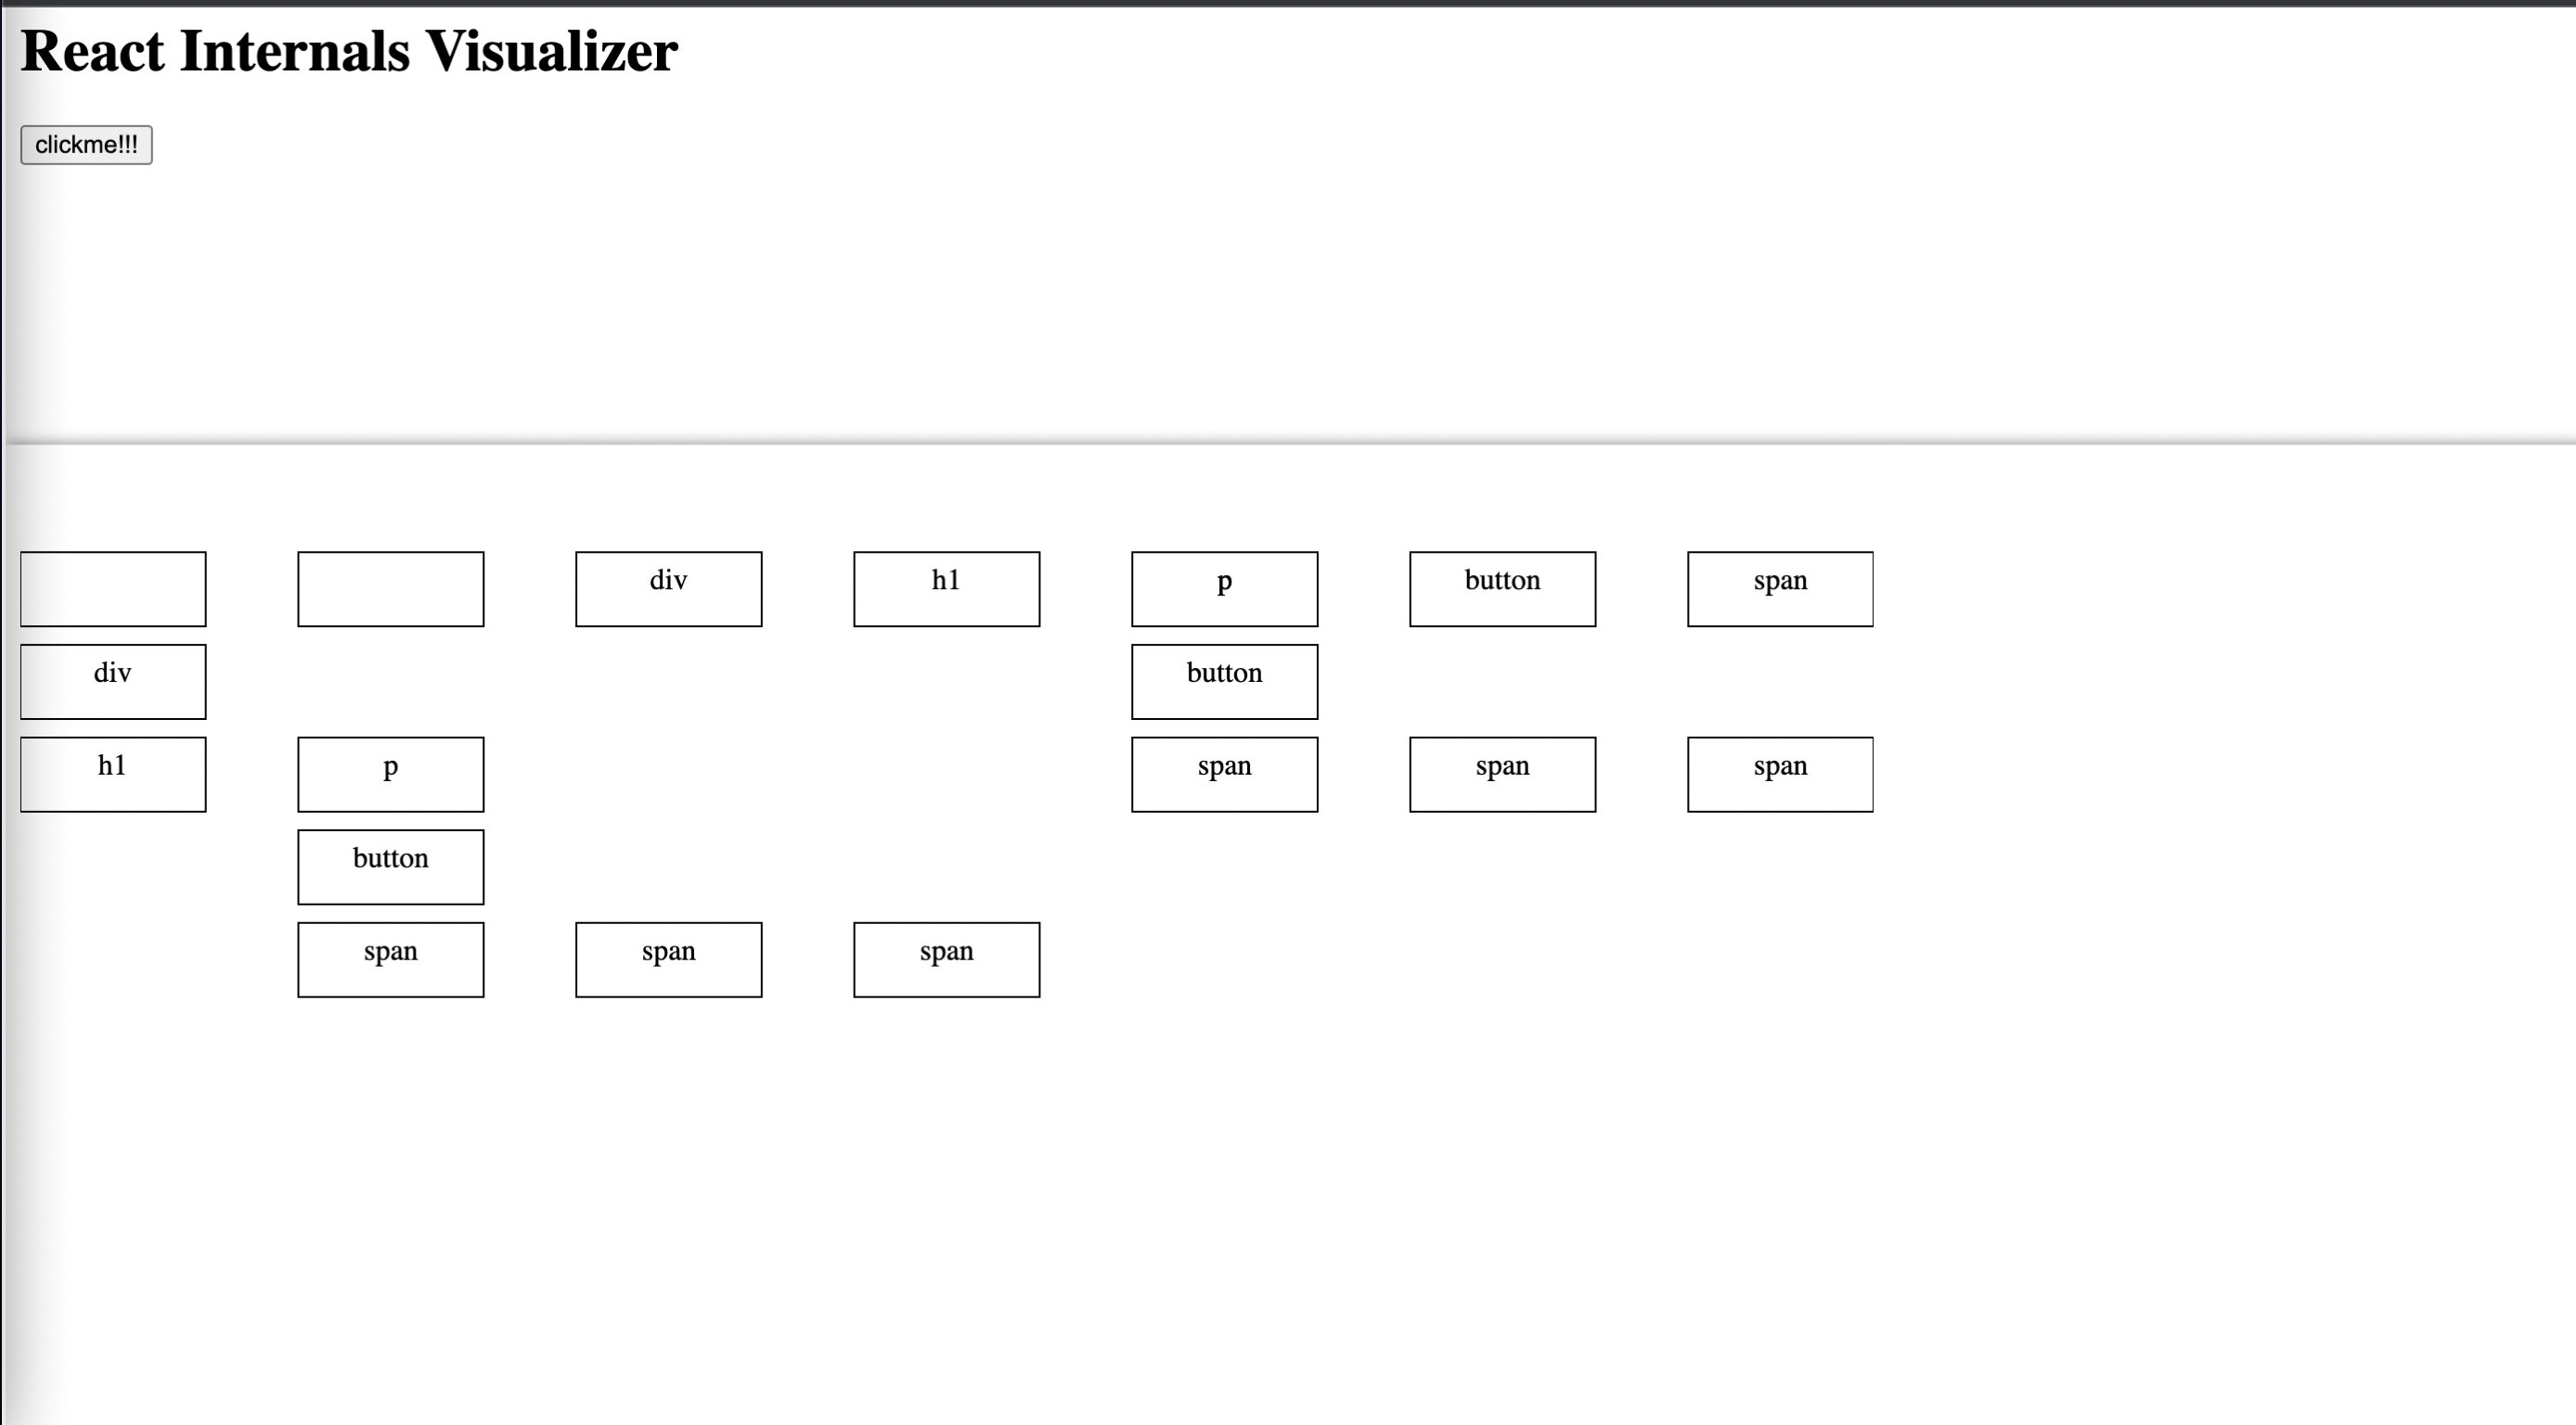 React Internals Visualizer
clickme!!!
div h1 p button span
div button
h1 p span span span
button
span span span